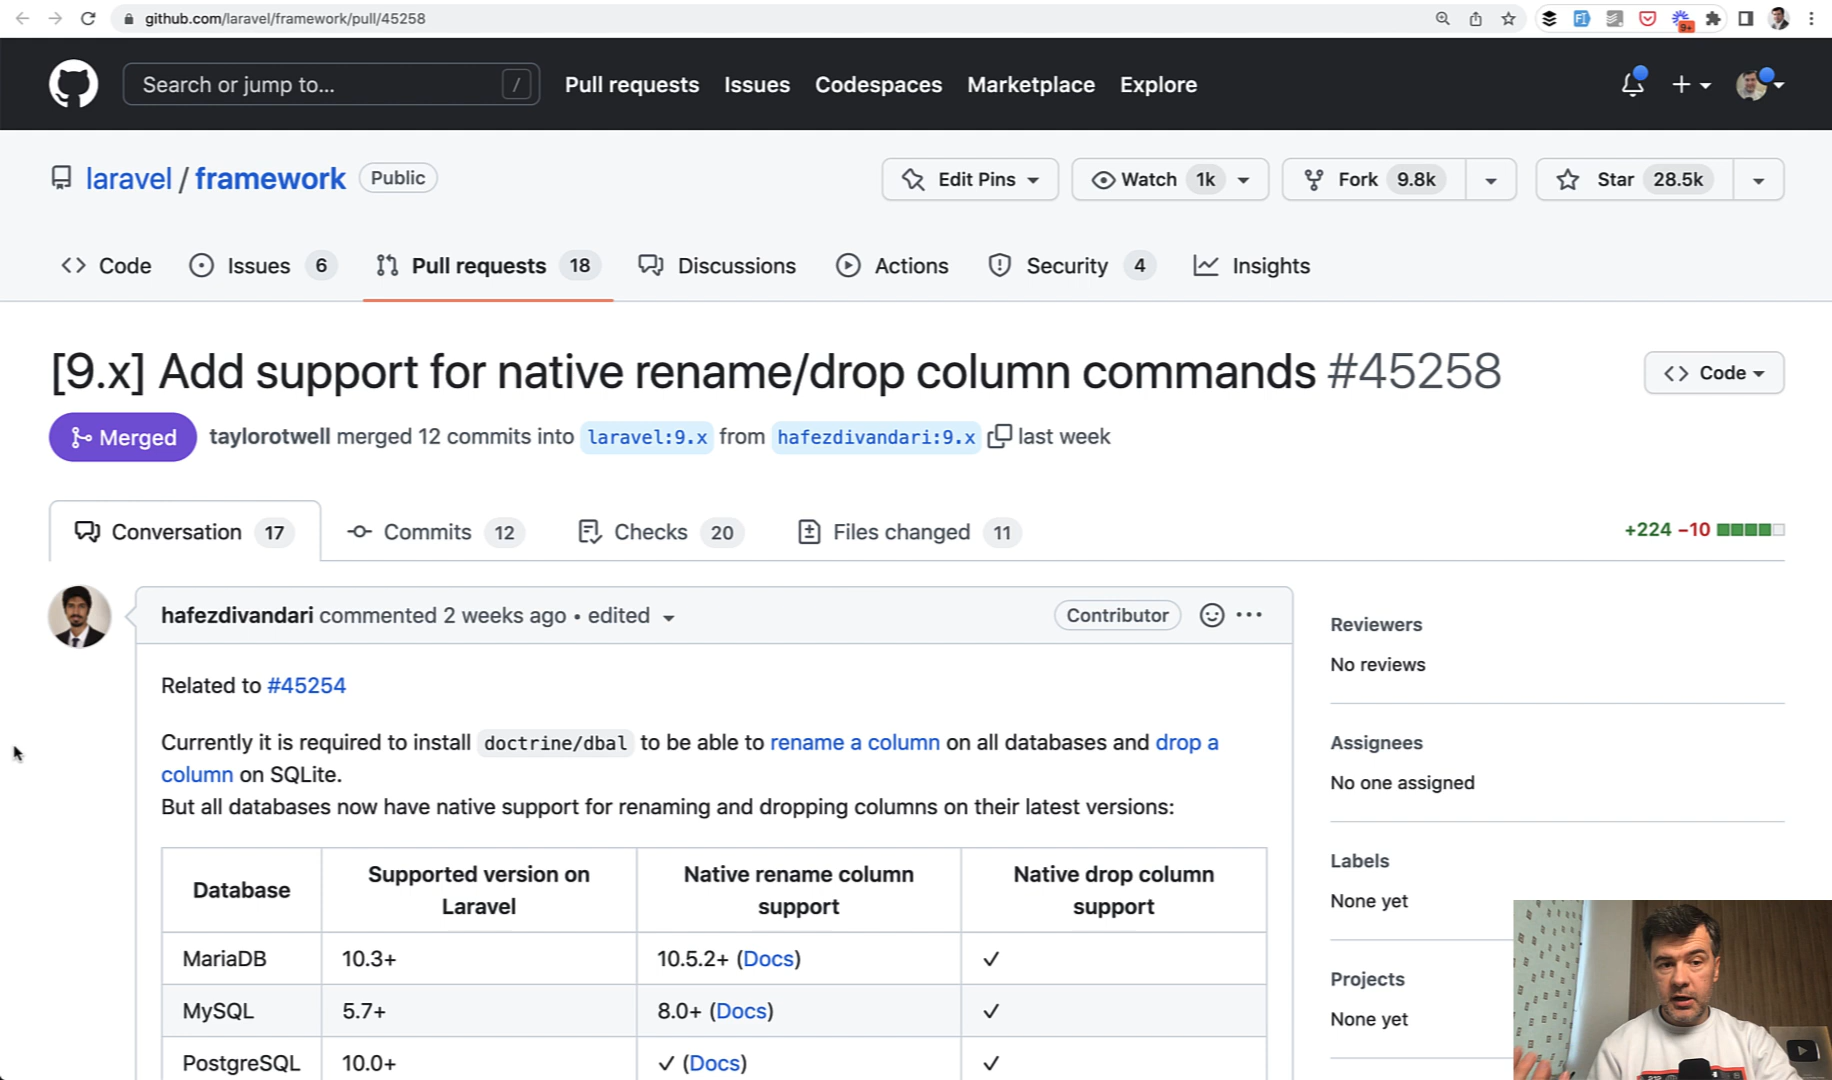 github.com/laravel/framework/pull/45258
9+
Search or jump to... /
Pull requests Issues Codespaces Marketplace Explore
laravel / framework Public
Edit Pins Watch 1k Fork 9.8k Star 28.5k
Code Issues 6 Pull requests 18 Discussions Actions Security 4 Insights
[9.x] Add support for native rename/drop column commands #45258
Code
Merged taylorotwell merged 12 commits into laravel:9.x from hafezdivandari:9.x last week
Conversation 17 Commits 12 Checks 20 Files changed 11
+224 −10
hafezdivandari commented 2 weeks ago • edited Contributor
Related to #45254
Currently it is required to install doctrine/dbal to be able to rename a column on all databases and drop a
column on SQLite.
But all databases now have native support for renaming and dropping columns on their latest versions:
Database Supported version on Laravel Native rename column support Native drop column support
MariaDB 10.3+ 10.5.2+ (Docs) ✓
MySQL 5.7+ 8.0+ (Docs) ✓
PostgreSQL 10.0+ ✓ (Docs) ✓
Reviewers
No reviews
Assignees
No one assigned
Labels
None yet
Projects
None yet